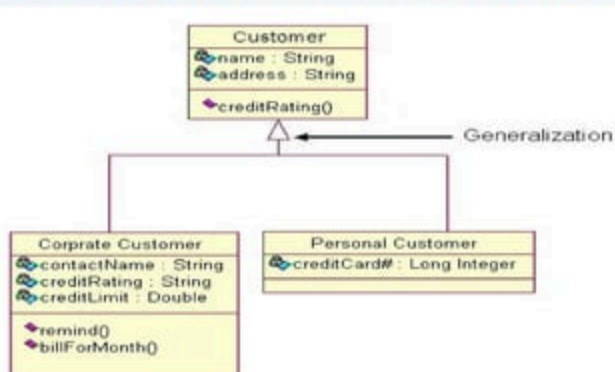 Customer
name : String
address : String
creditRating()
Generalization
Corprate Customer
contactName : String
creditRating : String
creditLimit : Double
remind()
billForMonth()
Personal Customer
creditCard# : Long Integer